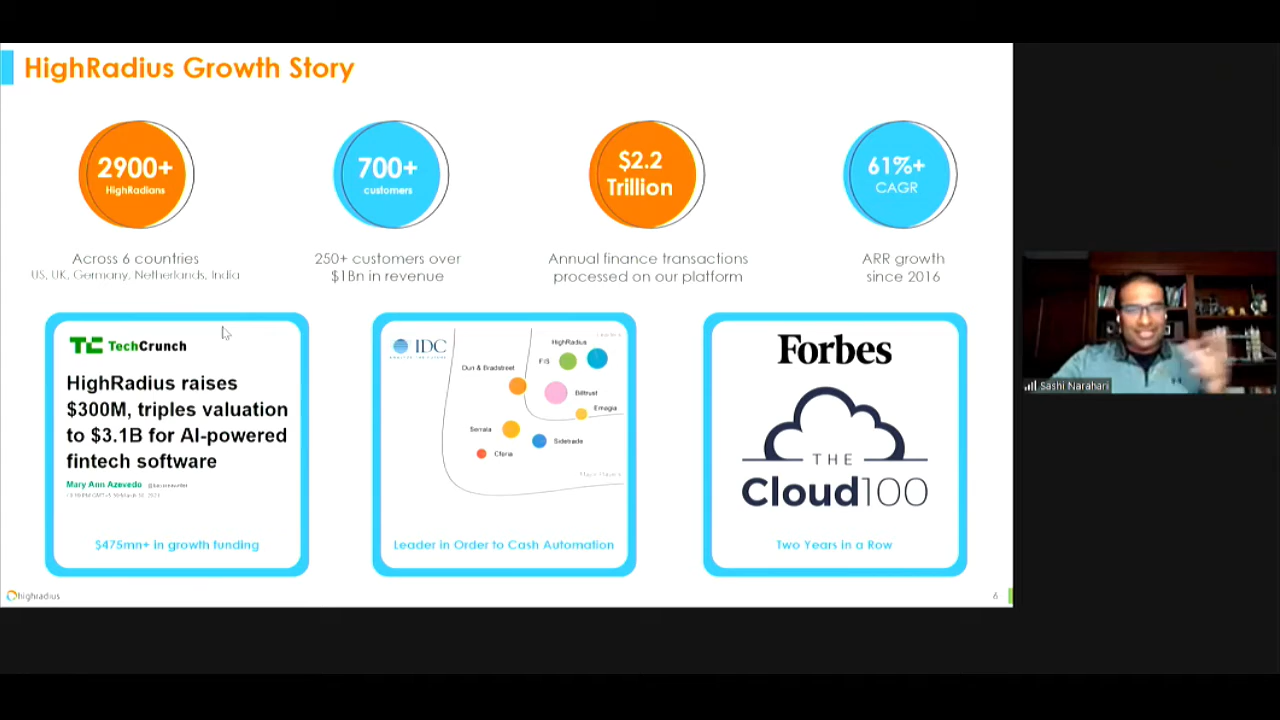 HighRadius Growth Story
2900+
HighRadians
700+
customers
$2.2
Trillion
61%+
CAGR
Across 6 countries
US, UK, Germany, Netherlands, India
250+ customers over
$1Bn in revenue
Annual finance transactions
processed on our platform
ARR growth
since 2016
TC TechCrunch
HighRadius raises
$300M, triples valuation
to $3.1B for AI-powered
fintech software
Mary Ann Azevedo
$475mn+ in growth funding
IDC
HighRadius
FIS
Dun & Bradstreet
Billtrust
Emagia
Serrala
Sidetrade
Cforia
Leader in Order to Cash Automation
Forbes
THE
Cloud100
Two Years in a Row
highradius
6
Sashi Narahari